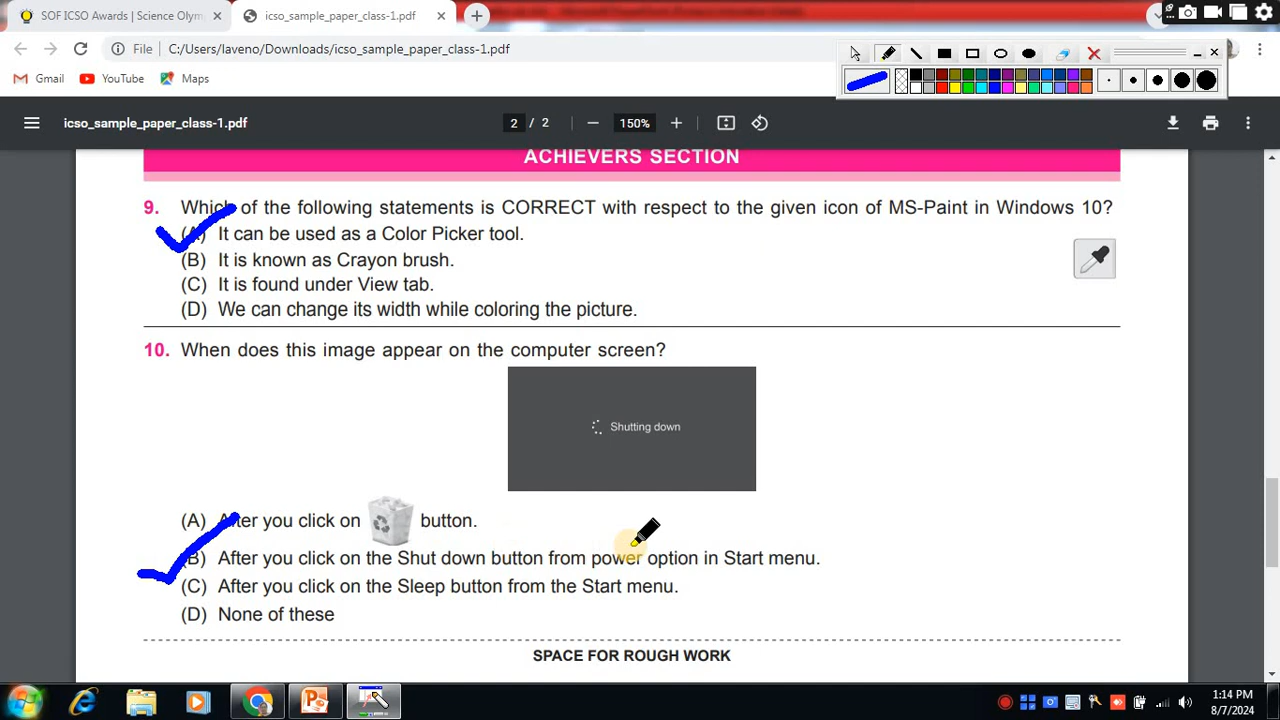 SOF ICSO Awards | Science Olym
icso_sample_paper_class-1.pdf
File C:/Users/laveno/Downloads/icso_sample_paper_class-1.pdf
Gmail YouTube Maps
icso_sample_paper_class-1.pdf 2 / 2 150%
ACHIEVERS SECTION
9. Which of the following statements is CORRECT with respect to the given icon of MS-Paint in Windows 10?
(A) It can be used as a Color Picker tool.
(B) It is known as Crayon brush.
(C) It is found under View tab.
(D) We can change its width while coloring the picture.
10. When does this image appear on the computer screen?
Shutting down
(A) After you click on button.
(B) After you click on the Shut down button from power option in Start menu.
(C) After you click on the Sleep button from the Start menu.
(D) None of these
SPACE FOR ROUGH WORK
1:14 PM
8/7/2024